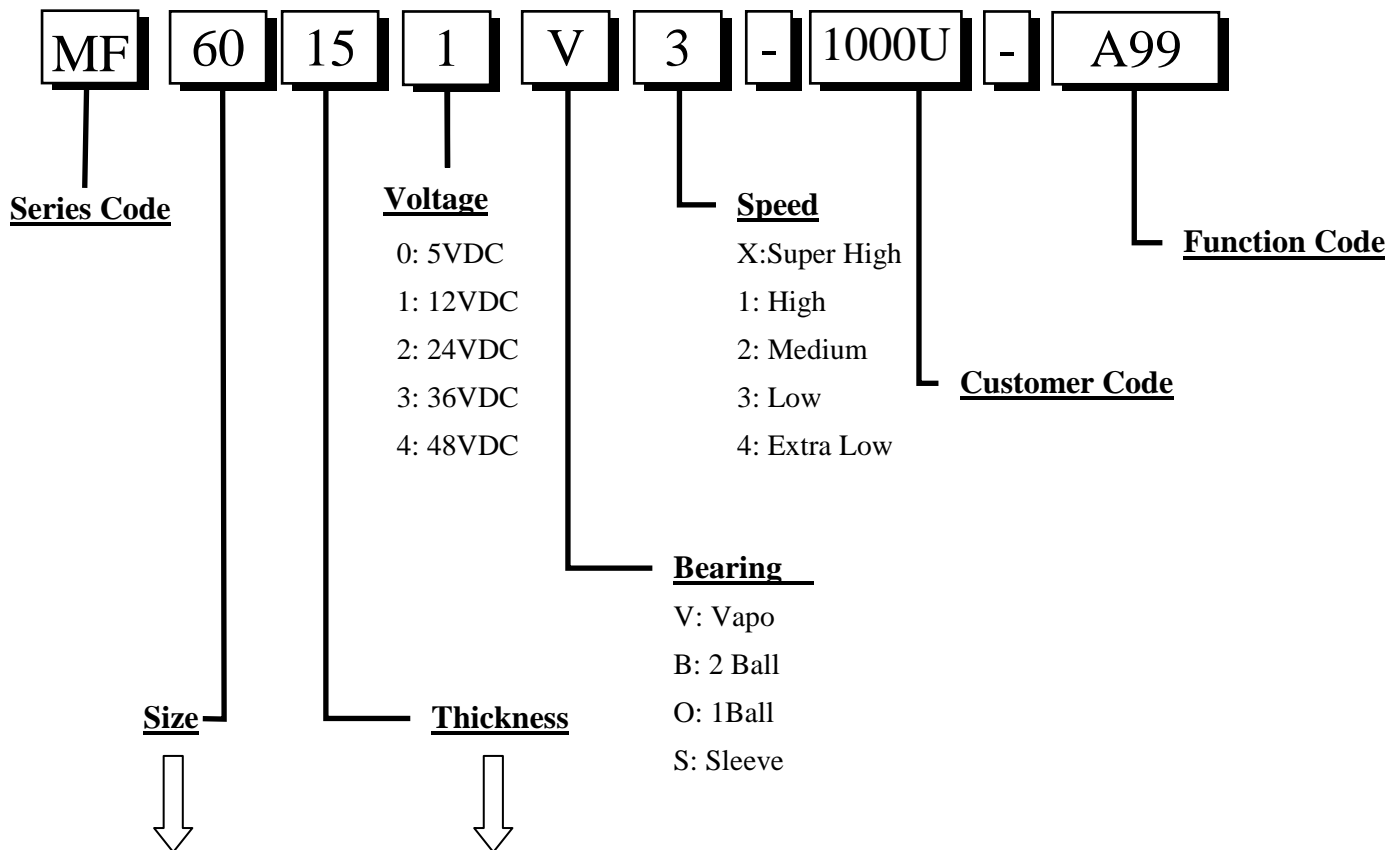 MF 60 15 1 V 3 - 1000U - A99
Series Code
Voltage
0: 5VDC
1: 12VDC
2: 24VDC
3: 36VDC
4: 48VDC
Speed
X:Super High
1: High
2: Medium
3: Low
4: Extra Low
Function Code
Customer Code
Bearing
V: Vapo
B: 2 Ball
O: 1Ball
S: Sleeve
Size
Thickness